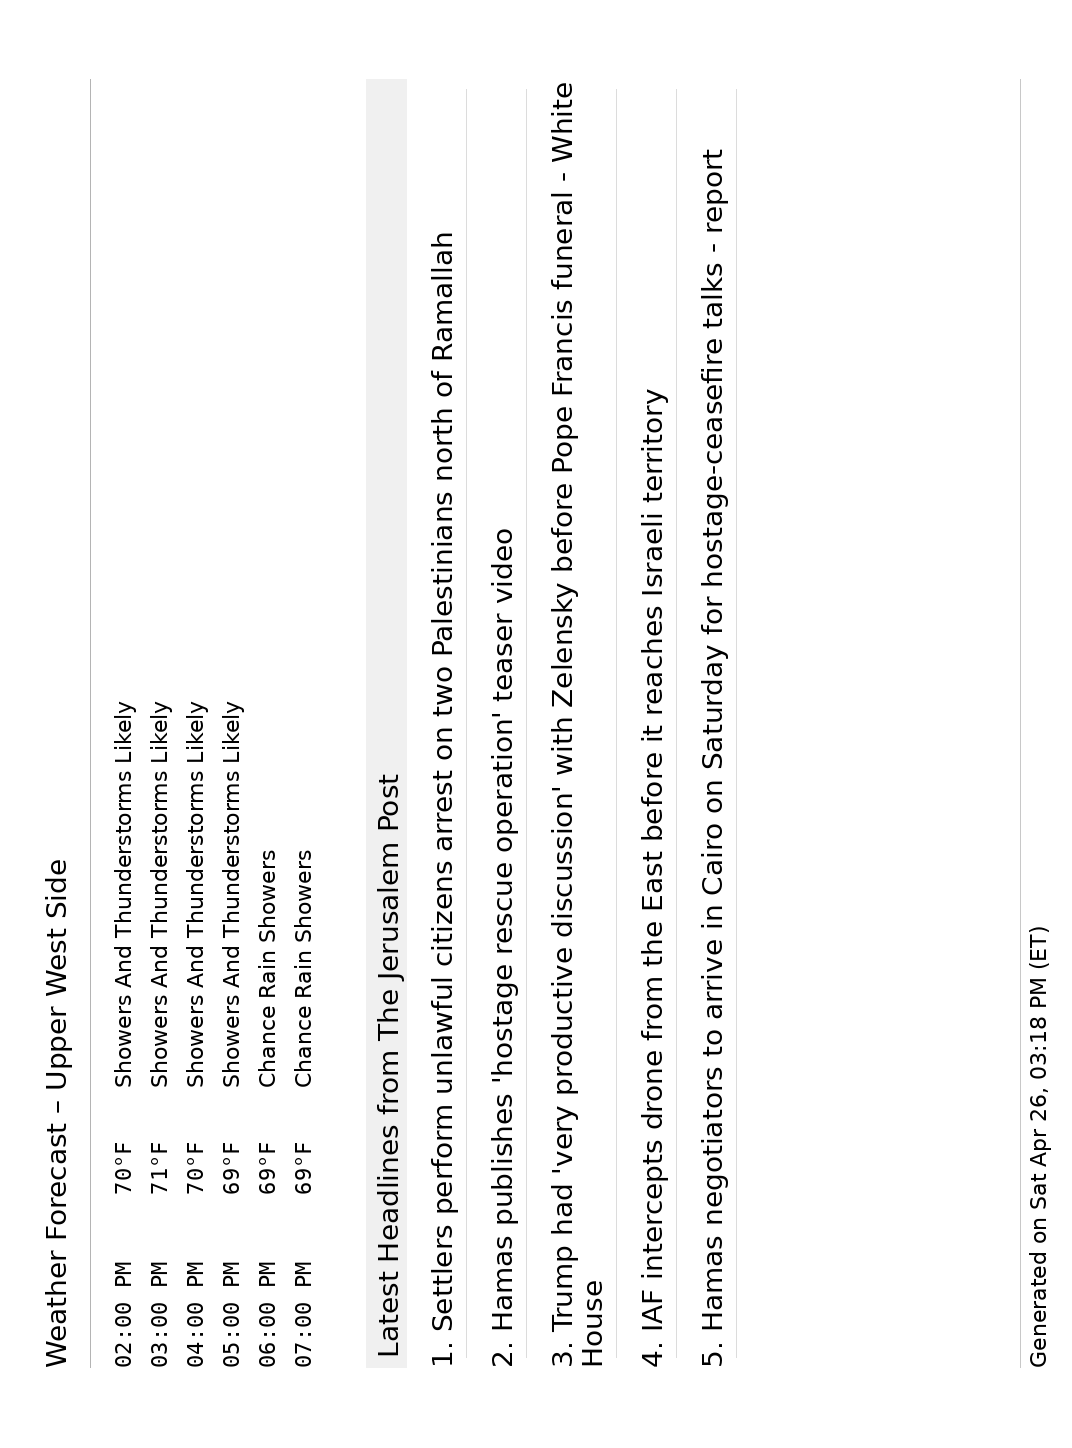 Weather Forecast – Upper West Side
02:00 PM 70°F Showers And Thunderstorms Likely
03:00 PM 71°F Showers And Thunderstorms Likely
04:00 PM 70°F Showers And Thunderstorms Likely
05:00 PM 69°F Showers And Thunderstorms Likely
06:00 PM 69°F Chance Rain Showers
07:00 PM 69°F Chance Rain Showers
Latest Headlines from The Jerusalem Post
1. Settlers perform unlawful citizens arrest on two Palestinians north of Ramallah
2. Hamas publishes 'hostage rescue operation' teaser video
3. Trump had 'very productive discussion' with Zelensky before Pope Francis funeral - White
House
4. IAF intercepts drone from the East before it reaches Israeli territory
5. Hamas negotiators to arrive in Cairo on Saturday for hostage-ceasefire talks - report
Generated on Sat Apr 26, 03:18 PM (ET)